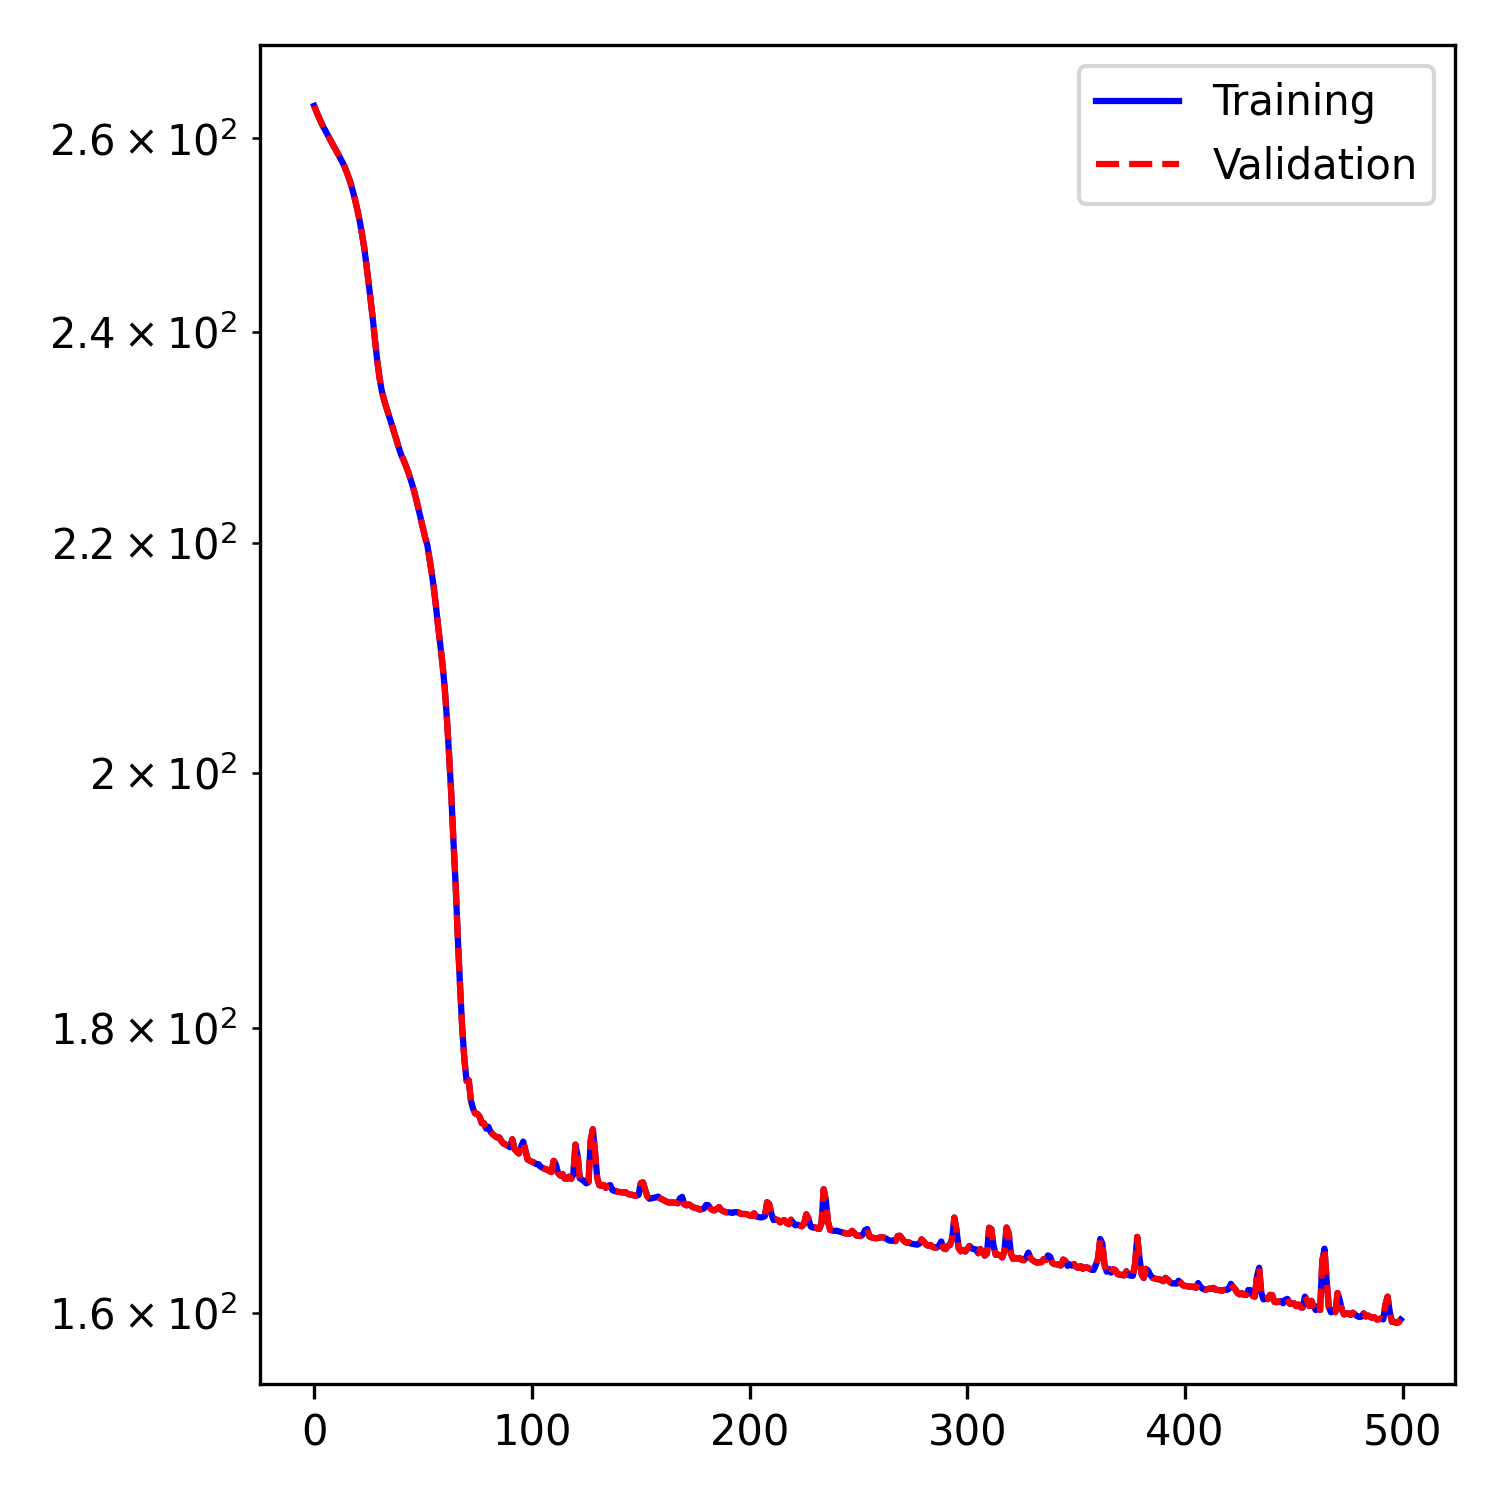 Training
Validation
2.6 × 10²
2.4 × 10²
2.2 × 10²
2 × 10²
1.8 × 10²
1.6 × 10²
0 100 200 300 400 500